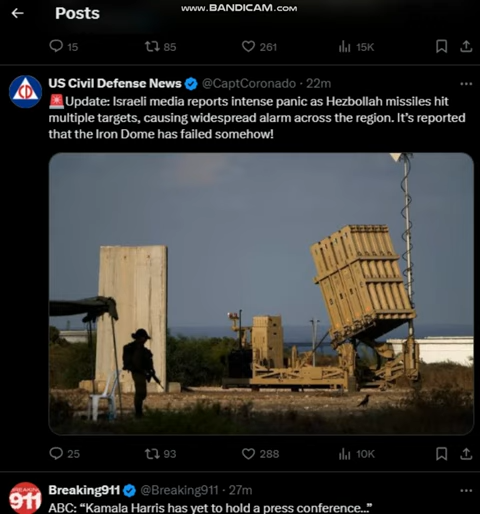 www.BANDICAM.com
Posts
15 85 261 15K
US Civil Defense News @CaptCoronado · 22m
🚨Update: Israeli media reports intense panic as Hezbollah missiles hit
multiple targets, causing widespread alarm across the region. It’s reported
that the Iron Dome has failed somehow!
25 93 288 10K
Breaking911 @Breaking911 · 27m
ABC: “Kamala Harris has yet to hold a press conference...”
CD
BREAKING
911